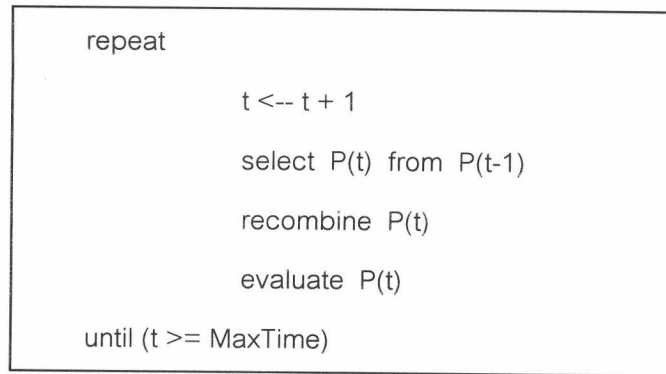 repeat
t <-- t + 1
select P(t) from P(t-1)
recombine P(t)
evaluate P(t)
until (t >= MaxTime)